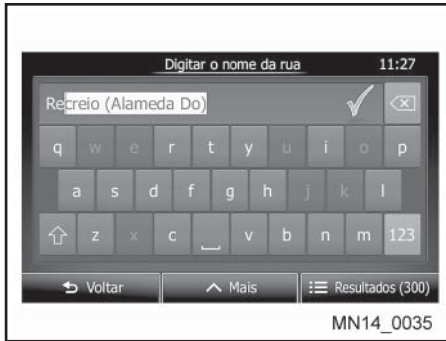 Digitar o nome da rua 11:27
Recreio (Alameda Do)
q w e r t y u i o p
a s d f g h j k l
z x c v b n m 123
Voltar Mais Resultados (300)
MN14_0035